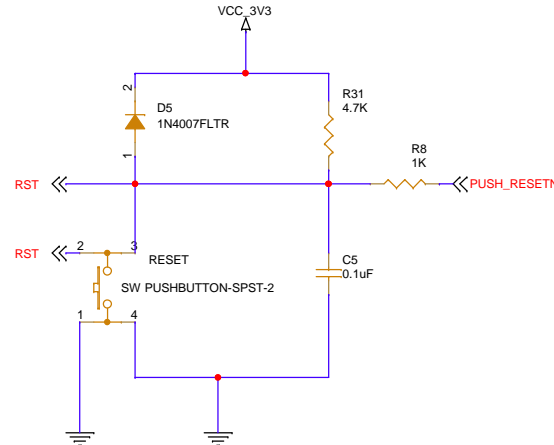 VCC_3V3
2
D5
1N4007FLTR
1
R31
4.7K
R8
1K
RST
PUSH_RESETN
RST
2
3
RESET
SW PUSHBUTTON-SPST-2
C5
0.1uF
1
4